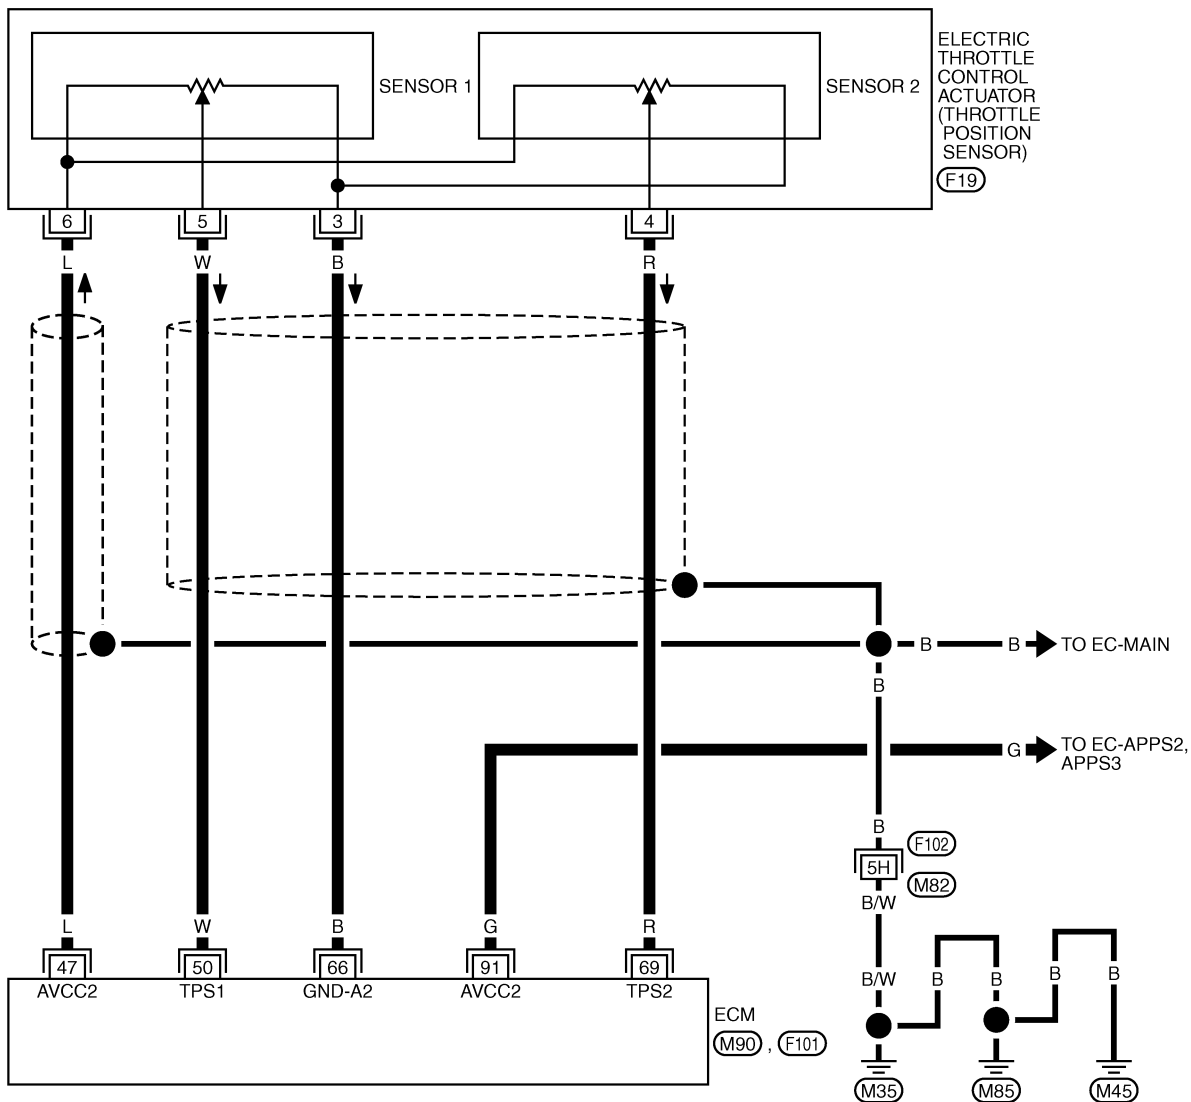 SENSOR 1
SENSOR 2
ELECTRIC
THROTTLE
CONTROL
ACTUATOR
(THROTTLE
POSITION
SENSOR)
F19
6 5 3 4
L W B R
B B TO EC-MAIN
B
G TO EC-APPS2,
APPS3
B
F102
5H
M82
B/W
L W B G R
47 50 66 91 69
AVCC2 TPS1 GND-A2 AVCC2 TPS2
B/W B B B B
ECM
M90 , F101
M35 M85 M45